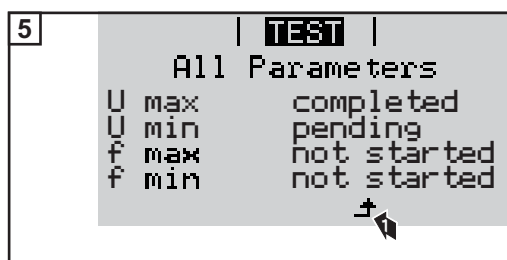 5
| TEST |
All Parameters
U max completed
U min pending
f max not started
f min not started
1